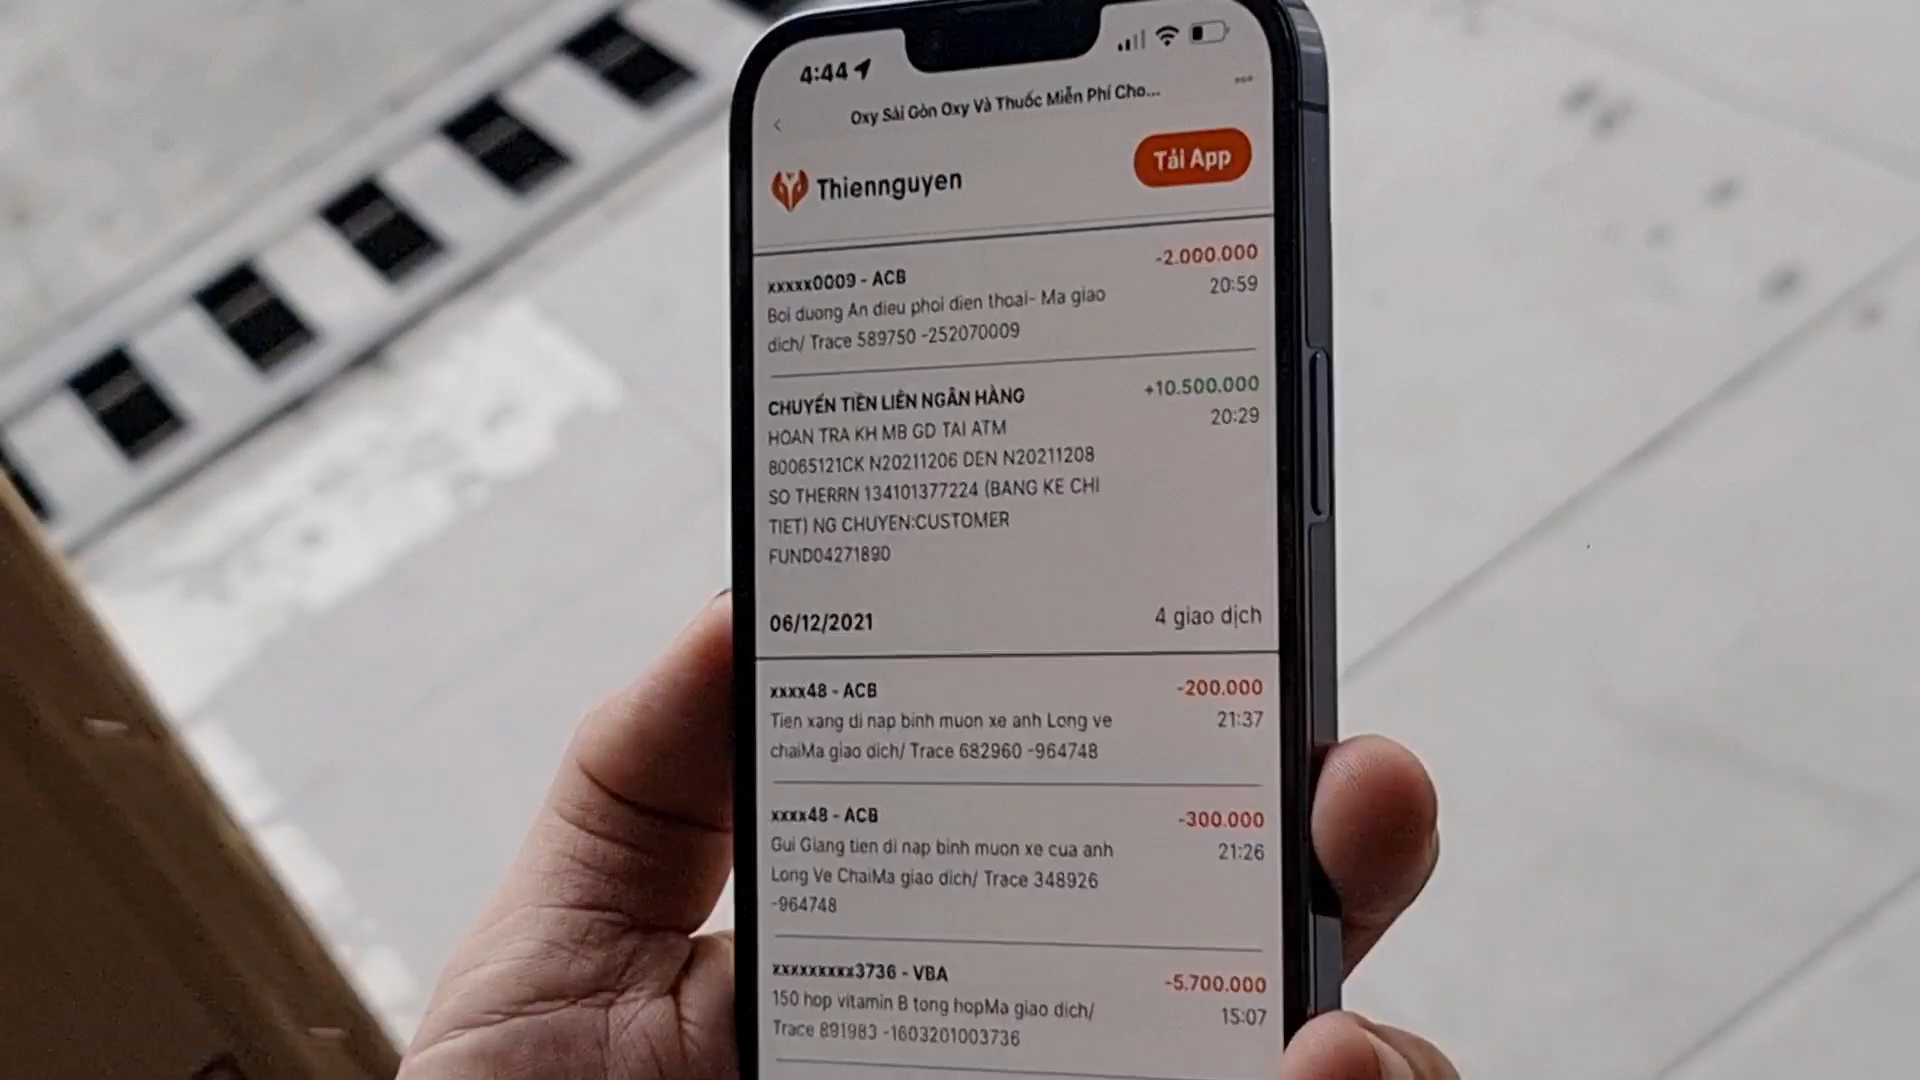 4:44
Oxy Sài Gòn Oxy Và Thuốc Miễn Phí Cho...
Thiennguyen
Tải App
xxxxx0009 - ACB
-2.000.000
Boi duong An dieu phoi dien thoai- Ma giao
20:59
dich/ Trace 589750 -252070009
CHUYỂN TIỀN LIÊN NGÂN HÀNG
+10.500.000
HOAN TRA KH MB GD TAI ATM
20:29
80065121CK N20211206 DEN N20211208
SO THERRN 134101377224 (BANG KE CHI
TIET) NG CHUYEN:CUSTOMER
FUND04271890
06/12/2021
4 giao dịch
xxxx48 - ACB
-200.000
Tien xang di nap binh muon xe anh Long ve
21:37
chaiMa giao dich/ Trace 682960 -964748
xxxx48 - ACB
-300.000
Gui Giang tien di nap binh muon xe cua anh
21:26
Long Ve ChaiMa giao dich/ Trace 348926
-964748
xxxxxxxxx3736 - VBA
-5.700.000
150 hop vitamin B tong hopMa giao dich/
15:07
Trace 891983 -1603201003736